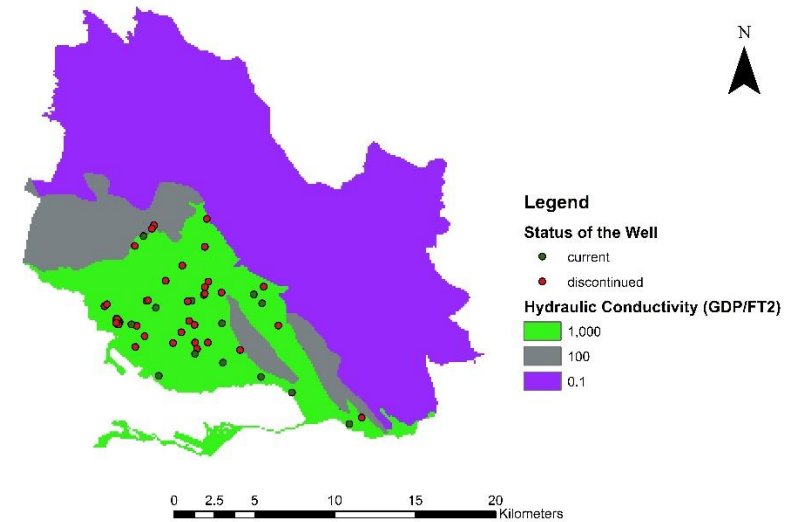 N
Legend
Status of the Well
current
discontinued
Hydraulic Conductivity (GDP/FT2)
1,000
100
0.1
0 2.5 5 10 15 20
Kilometers